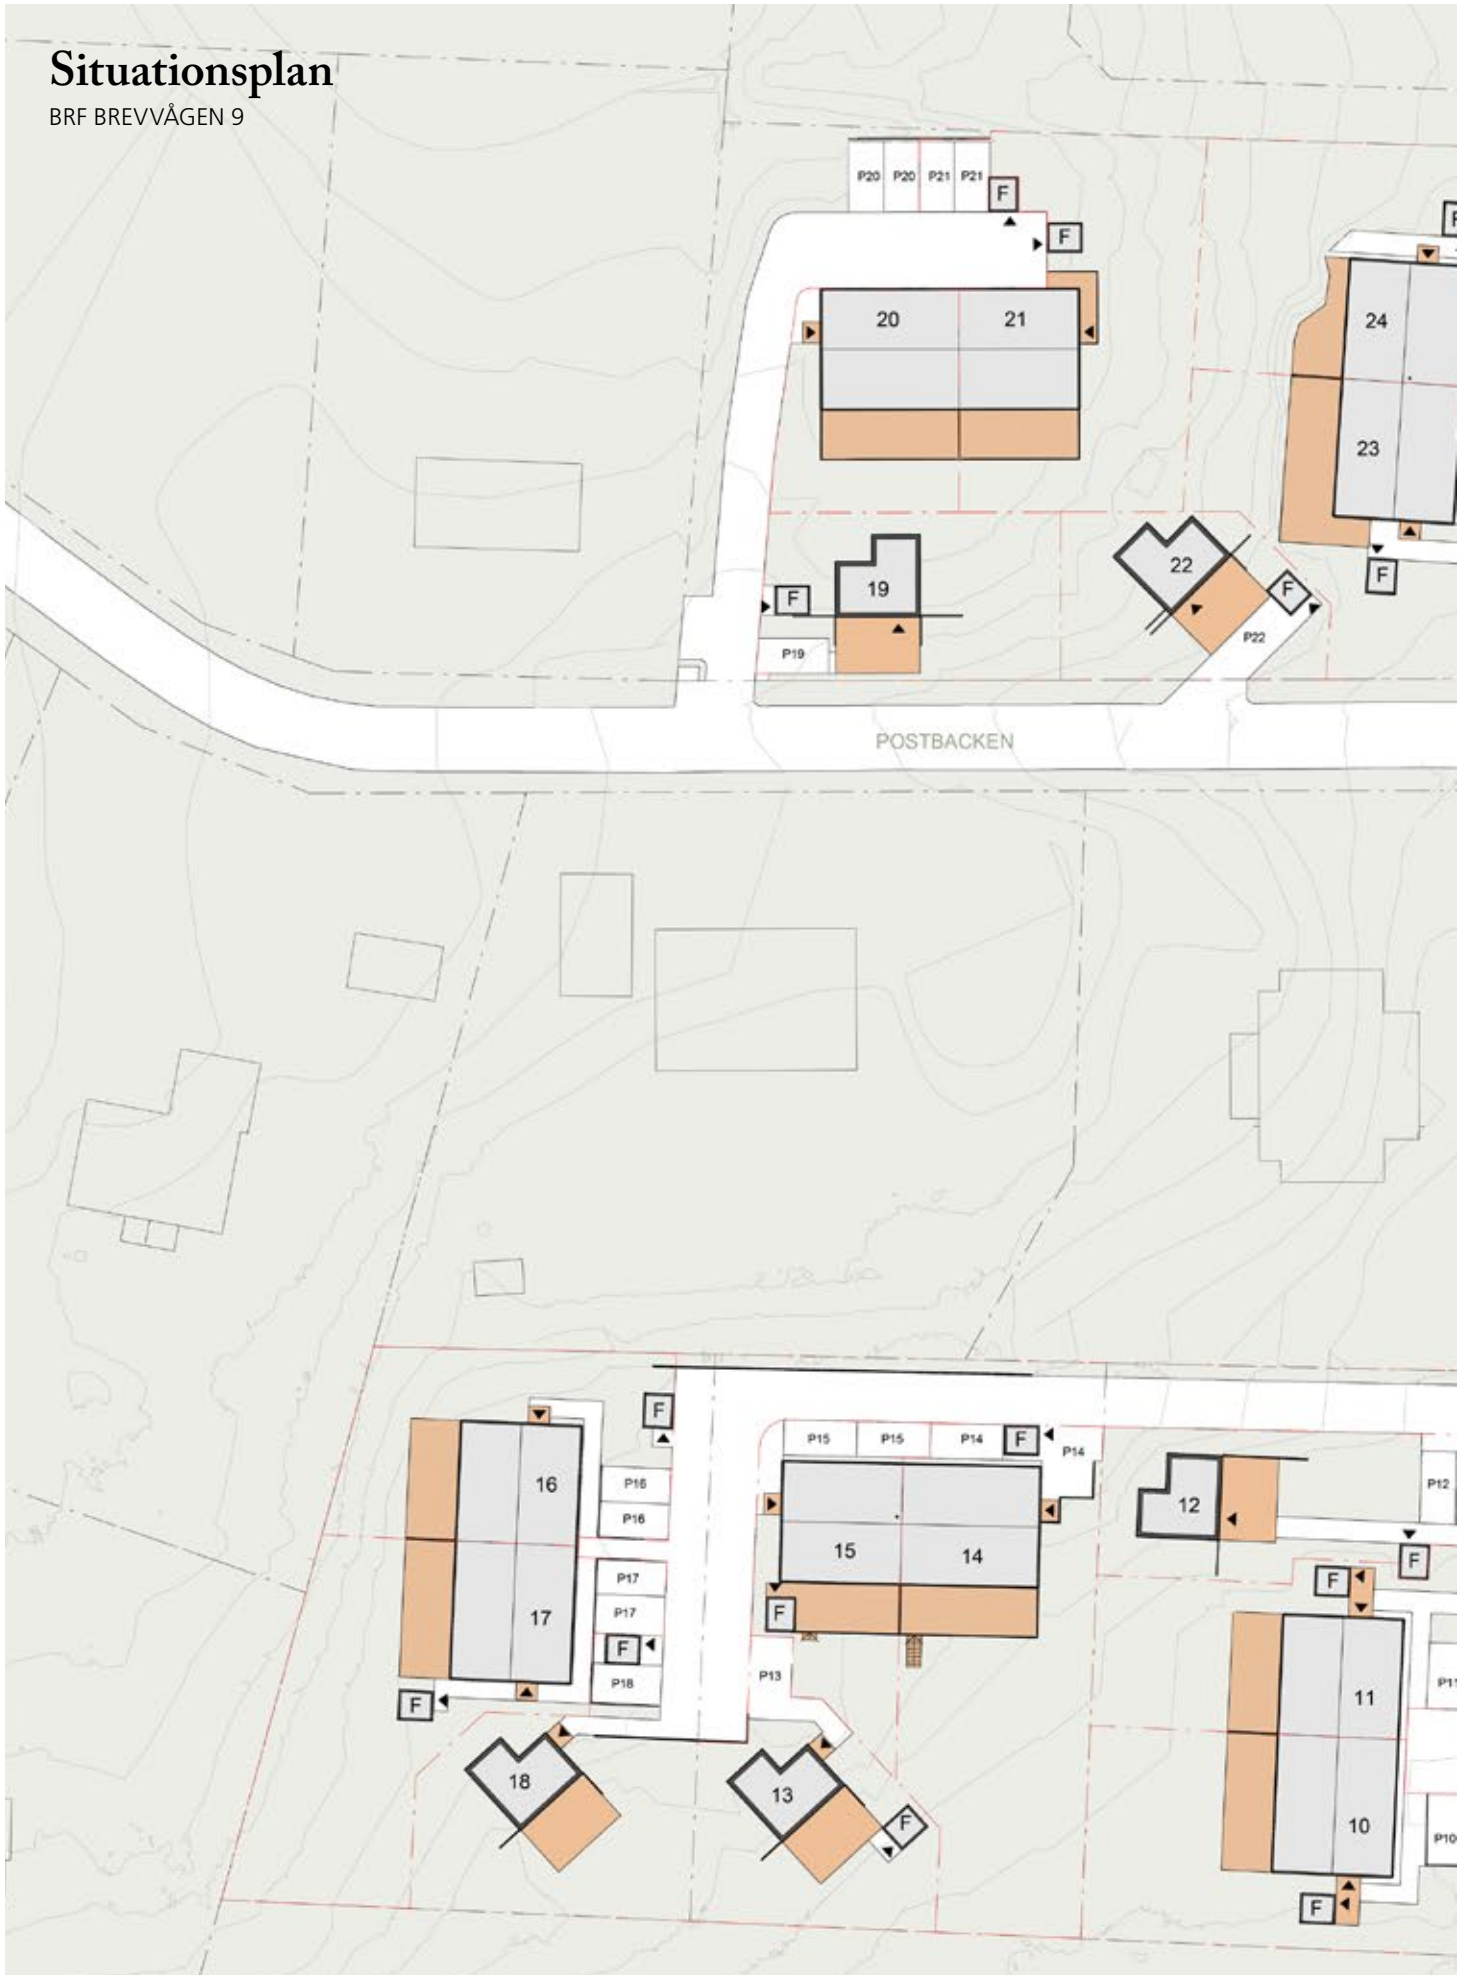 Situationsplan
BRF BREVVÅGEN 9
P20 P20 P21 P21
F
F
F
20 21
24
23
F
19
F
22
F
F
P19
P22
POSTBACKEN
F
P15 P15 P14 F
P14
16
P16
P16
12
P12
15 14
F
F
P17
P17
17
F
F
P18
F
P13
11
P11
18
13
F
10
P10
F